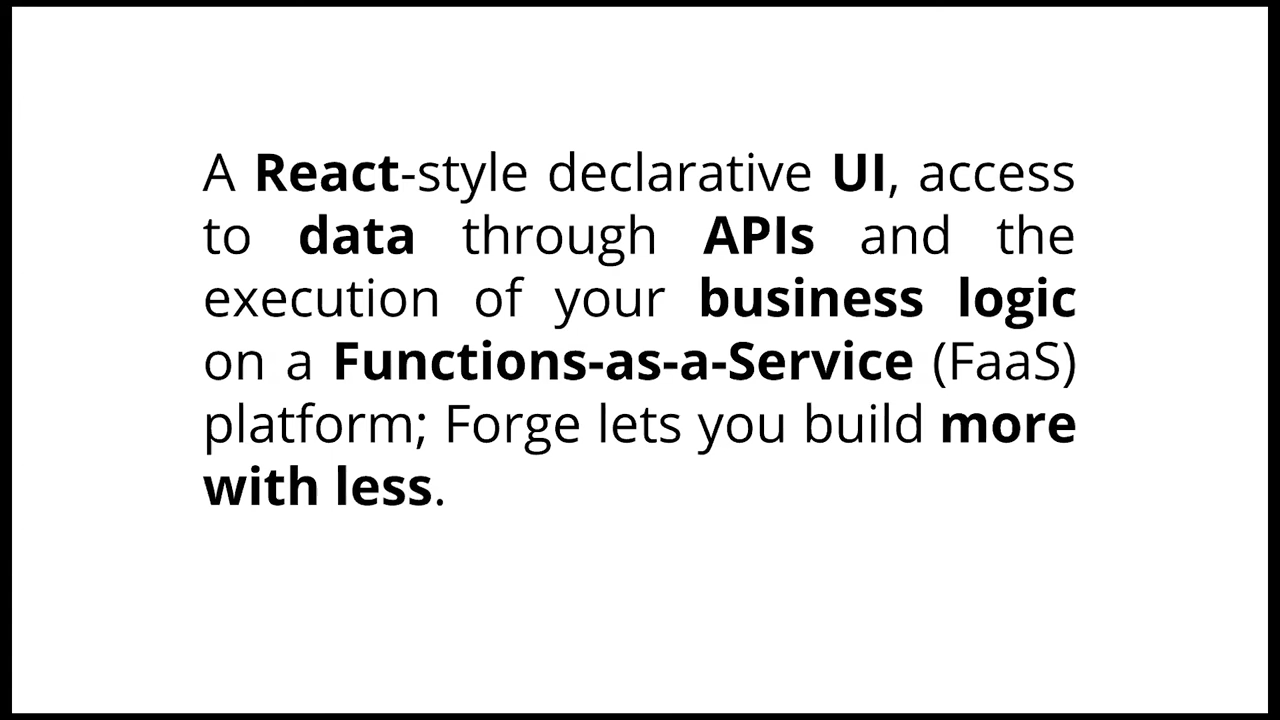 A React-style declarative UI, access
to data through APIs and the
execution of your business logic
on a Functions-as-a-Service (FaaS)
platform; Forge lets you build more
with less.